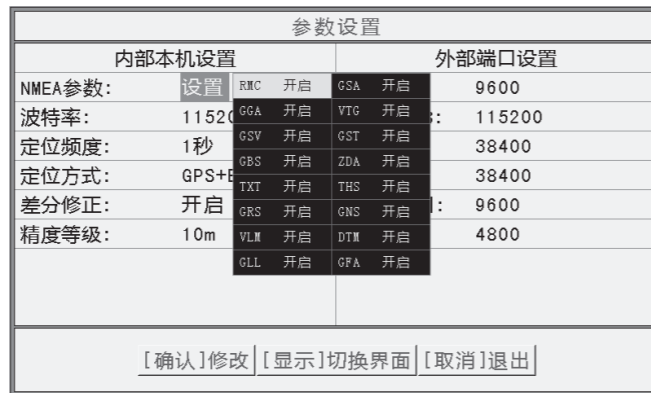 参数设置
内部本机设置 外部端口设置
NMEA参数: 设置 RMC 开启 GSA 开启 9600
波特率: 1152 GGA 开启 VTG 开启 : 115200
定位频度: 1秒 GSV 开启 GST 开启 38400
定位方式: GPS+ GBS 开启 ZDA 开启 38400
TXT 开启 THS 开启
差分修正: 开启 GRS 开启 GNS 开启 : 9600
精度等级: 10m VLM 开启 DTM 开启 4800
GLL 开启 GFA 开启
[确认]修改 [显示]切换界面 [取消]退出